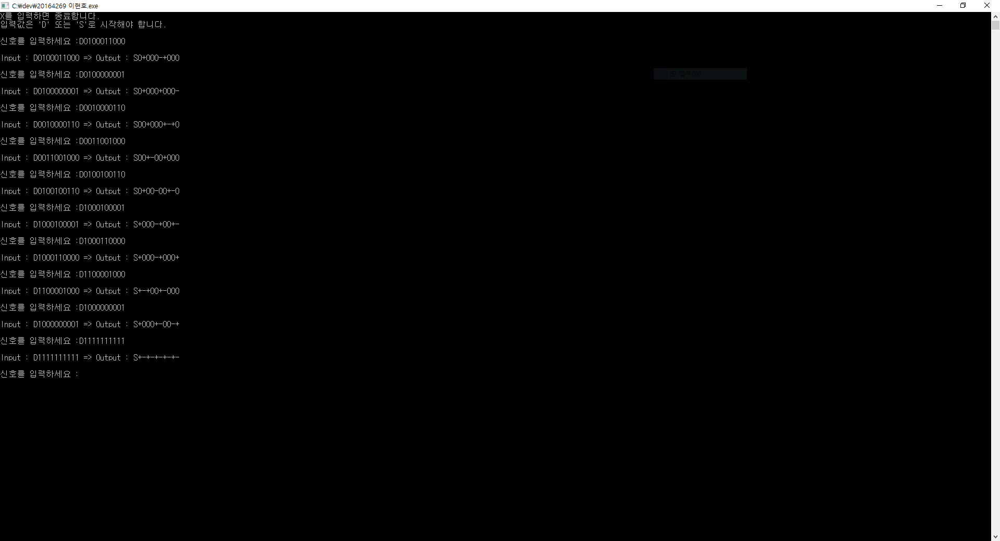 C:\dev\20164269 이현호.exe
X를 입력하면 종료합니다.
입력값은 'D' 또는 'S'로 시작해야 합니다.
신호를 입력하세요 :D0100011000
Input : D0100011000 => Output : S0+000-+000
신호를 입력하세요 :D0100000001
Input : D0100000001 => Output : S0+000+000-
신호를 입력하세요 :D0010000110
Input : D0010000110 => Output : S00+000+-+0
신호를 입력하세요 :D0011001000
Input : D0011001000 => Output : S00+-00+000
신호를 입력하세요 :D0100100110
Input : D0100100110 => Output : S0+00-00+-0
신호를 입력하세요 :D1000100001
Input : D1000100001 => Output : S+000-+00+-
신호를 입력하세요 :D1000110000
Input : D1000110000 => Output : S+000-+000+
신호를 입력하세요 :D1100001000
Input : D1100001000 => Output : S+-+00+-000
신호를 입력하세요 :D1000000001
Input : D1000000001 => Output : S+000+-00-+
신호를 입력하세요 :D1111111111
Input : D1111111111 => Output : S+-+-+-+-+-
신호를 입력하세요 :
창 캡처(W)